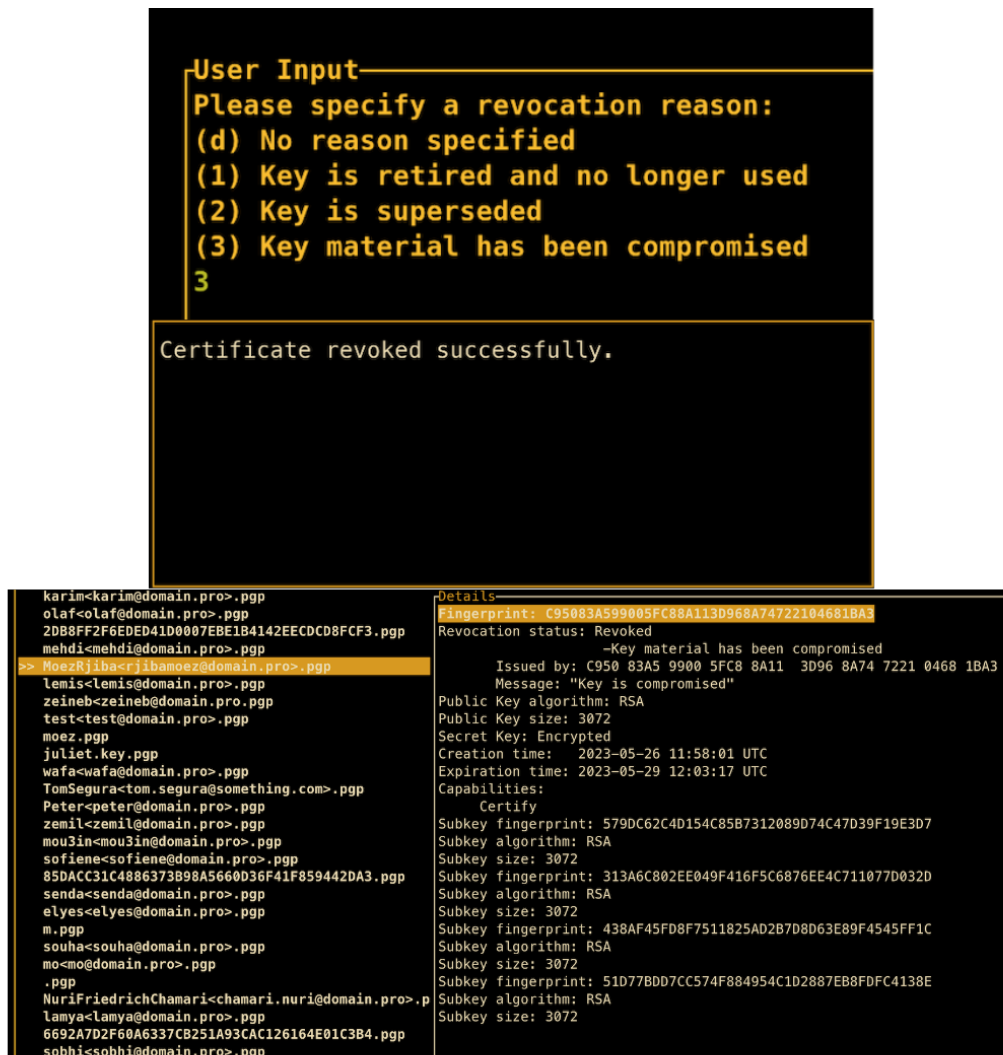 User Input
Please specify a revocation reason:
(d) No reason specified
(1) Key is retired and no longer used
(2) Key is superseded
(3) Key material has been compromised
3
Certificate revoked successfully.
karim<karim@domain.pro>.pgp
olaf<olaf@domain.pro>.pgp
2DB8FF2F6EDED41D0007EBE1B4142EECDCD8FCF3.pgp
mehdi<mehdi@domain.pro>.pgp
>> MoezRjiba<rjibamoez@domain.pro>.pgp
lemis<lemis@domain.pro>.pgp
zeineb<zeineb@domain.pro.pgp
test<test@domain.pro>.pgp
moez.pgp
juliet.key.pgp
wafa<wafa@domain.pro>.pgp
TomSegura<tom.segura@something.com>.pgp
Peter<peter@domain.pro>.pgp
zemil<zemil@domain.pro>.pgp
mou3in<mou3in@domain.pro>.pgp
sofiene<sofiene@domain.pro>.pgp
85DACC31C4886373B98A5660D36F41F859442DA3.pgp
senda<senda@domain.pro>.pgp
elyes<elyes@domain.pro>.pgp
m.pgp
souha<souha@domain.pro>.pgp
mo<mo@domain.pro>.pgp
.pgp
NuriFriedrichChamari<chamari.nuri@domain.pro>.p
lamya<lamya@domain.pro>.pgp
6692A7D2F60A6337CB251A93CAC126164E01C3B4.pgp
sobhi<sobhi@domain.pro>.pgp
Details
Fingerprint: C95083A599005FC88A113D968A74722104681BA3
Revocation status: Revoked
-Key material has been compromised
Issued by: C950 83A5 9900 5FC8 8A11  3D96 8A74 7221 0468 1BA3
Message: "Key is compromised"
Public Key algorithm: RSA
Public Key size: 3072
Secret Key: Encrypted
Creation time:   2023-05-26 11:58:01 UTC
Expiration time: 2023-05-29 12:03:17 UTC
Capabilities:
Certify
Subkey fingerprint: 579DC62C4D154C85B7312089D74C47D39F19E3D7
Subkey algorithm: RSA
Subkey size: 3072
Subkey fingerprint: 313A6C802EE049F416F5C6876EE4C711077D032D
Subkey algorithm: RSA
Subkey size: 3072
Subkey fingerprint: 438AF45FD8F7511825AD2B7D8D63E89F4545FF1C
Subkey algorithm: RSA
Subkey size: 3072
Subkey fingerprint: 51D77BDD7CC574F884954C1D2887EB8FDFC4138E
Subkey algorithm: RSA
Subkey size: 3072